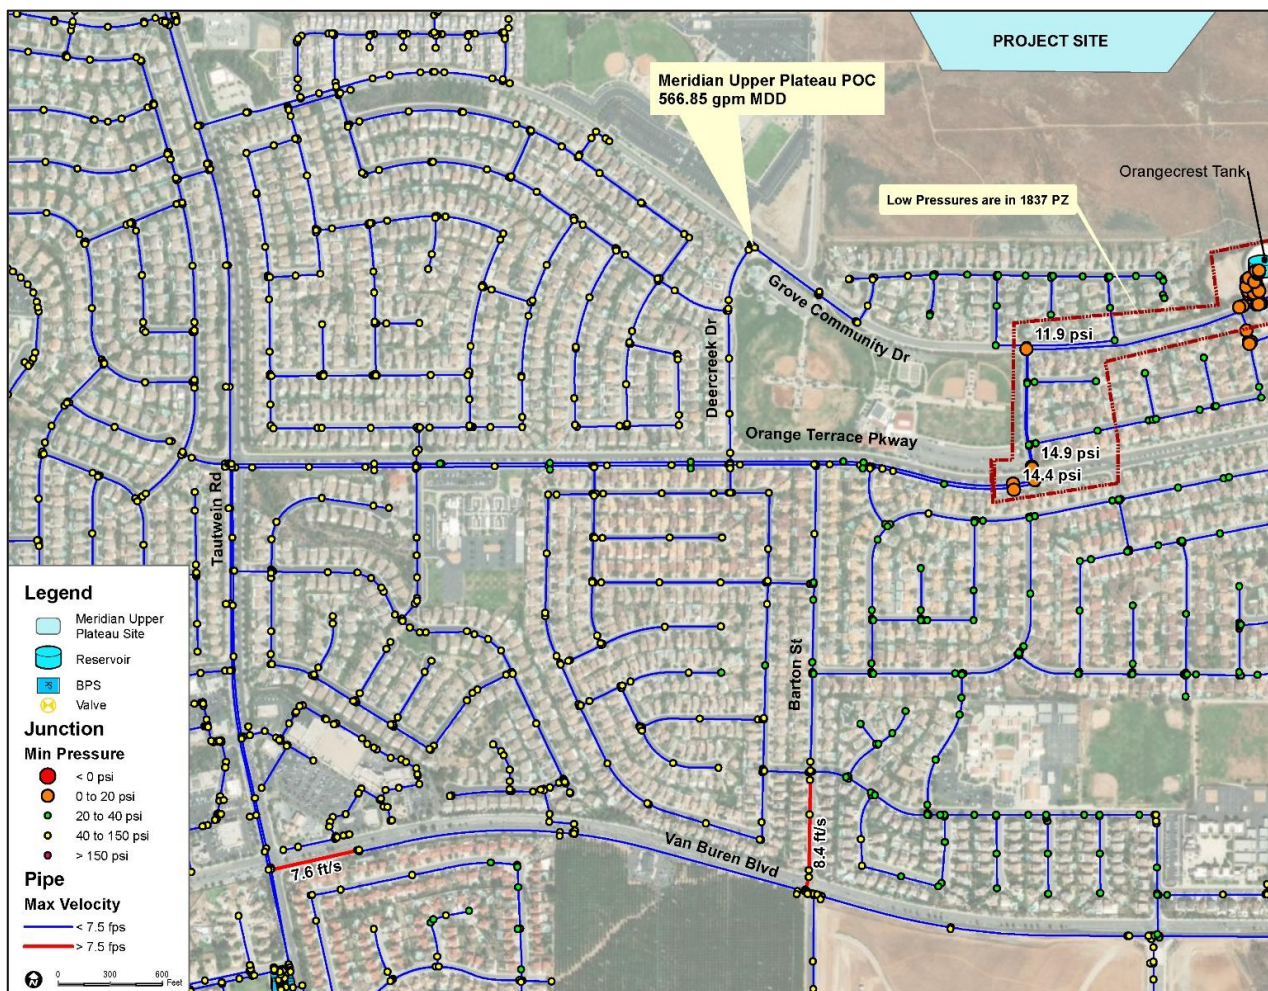 PROJECT SITE
Meridian Upper Plateau POC
566.85 gpm MDD
Orangecrest Tank
Low Pressures are in 1837 PZ
Grove Community Dr
11.9 psi
Deercreek Dr
Orange Terrace Pkway
14.9 psi
14.4 psi
Tautwein Rd
Barton St
8.4 ft/s
Van Buren Blvd
7.6 ft/s
Legend
Meridian Upper
Plateau Site
Reservoir
PS
BPS
Valve
Junction
Min Pressure
< 0 psi
0 to 20 psi
20 to 40 psi
40 to 150 psi
> 150 psi
Pipe
Max Velocity
< 7.5 fps
> 7.5 fps
N
0 300 600
Feet